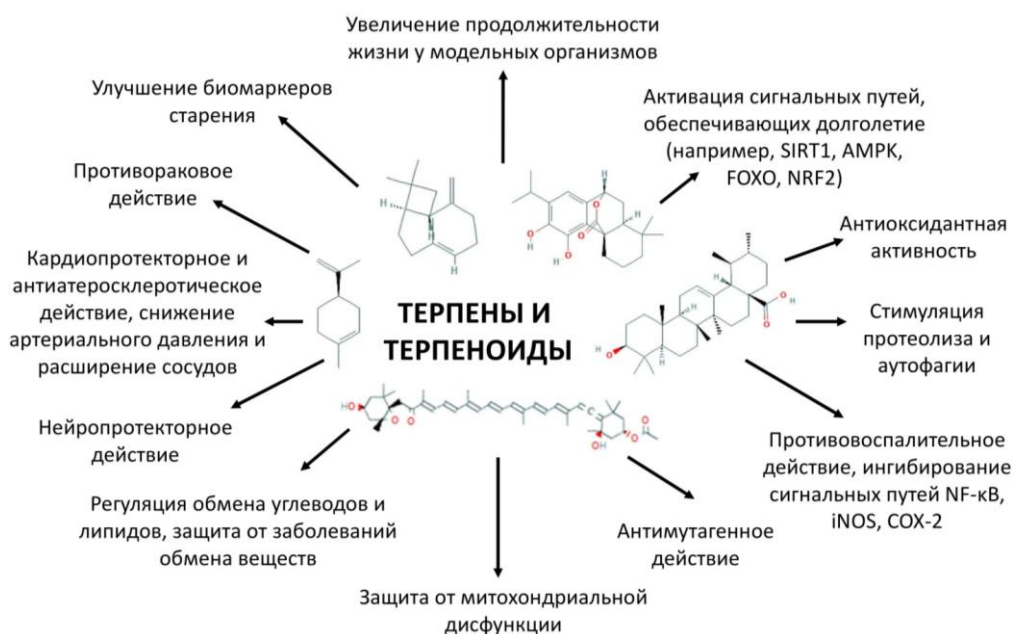 Увеличение продолжительности
жизни у модельных организмов
Улучшение биомаркеров
старения
Активация сигнальных путей,
обеспечивающих долголетие
(например, SIRT1, AMPK,
FOXO, NRF2)
Противораковое
действие
Антиоксидантная
активность
Кардиопротекторное и
антиатеросклеротическое
действие, снижение
артериального давления и
расширение сосудов
ТЕРПЕНЫ И
ТЕРПЕНОИДЫ
Стимуляция
протеолиза и
аутофагии
Нейропротекторное
действие
Противовоспалительное
действие, ингибирование
сигнальных путей NF-κB,
iNOS, COX-2
Регуляция обмена углеводов и
липидов, защита от заболеваний
обмена веществ
Антимутагенное
действие
Защита от митохондриальной
дисфункции